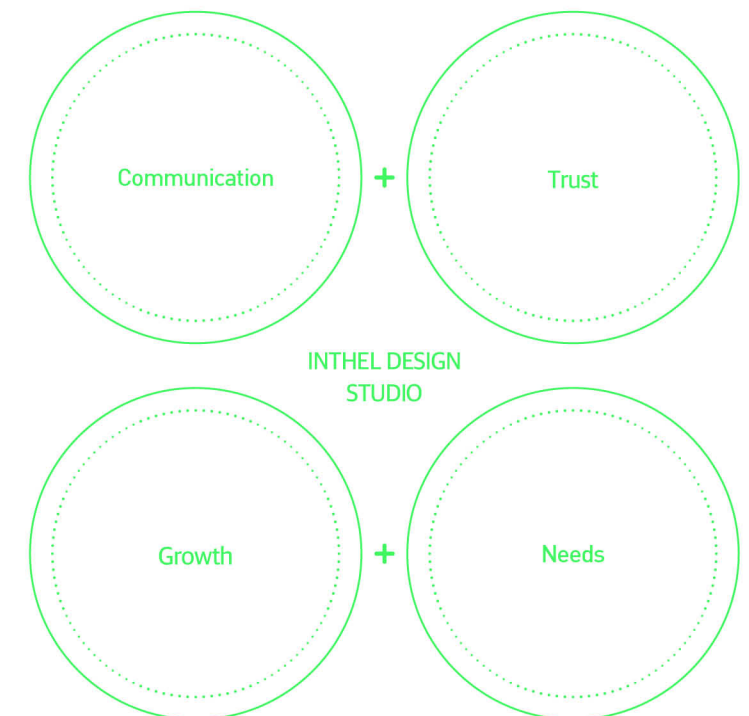 Communication + Trust
INTHEL DESIGN
STUDIO
Growth + Needs